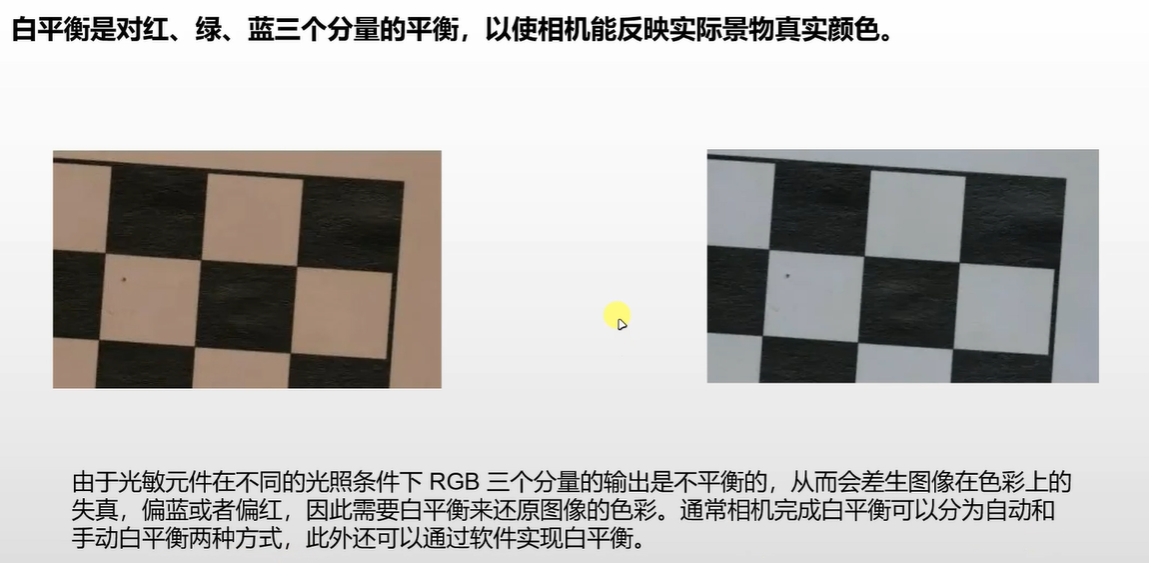 白平衡是对红、绿、蓝三个分量的平衡，以使相机能反映实际景物真实颜色。
由于光敏元件在不同的光照条件下 RGB 三个分量的输出是不平衡的，从而会差生图像在色彩上的
失真，偏蓝或者偏红，因此需要白平衡来还原图像的色彩。通常相机完成白平衡可以分为自动和
手动白平衡两种方式，此外还可以通过软件实现白平衡。